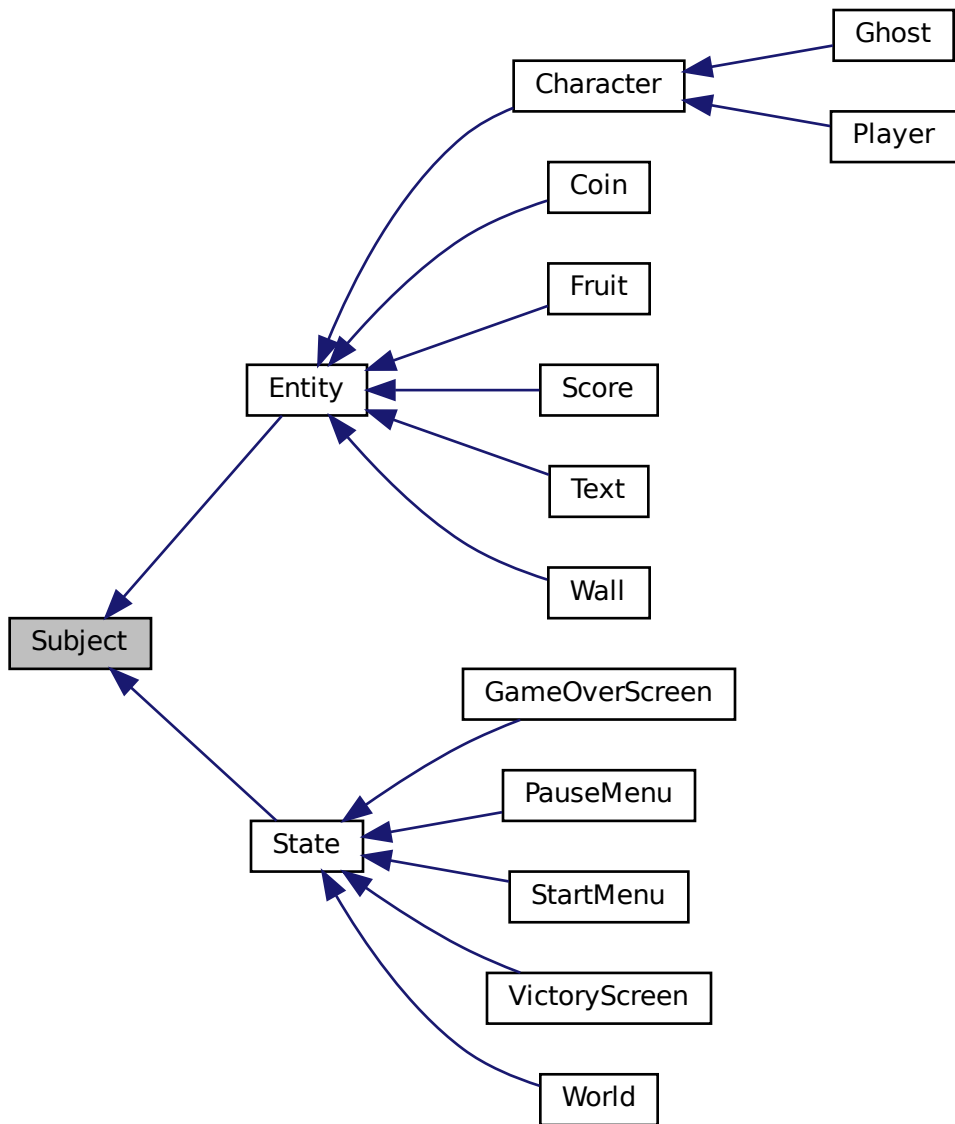 Ghost
Character
Player
Coin
Fruit
Entity
Score
Text
Wall
Subject
GameOverScreen
PauseMenu
State
StartMenu
VictoryScreen
World